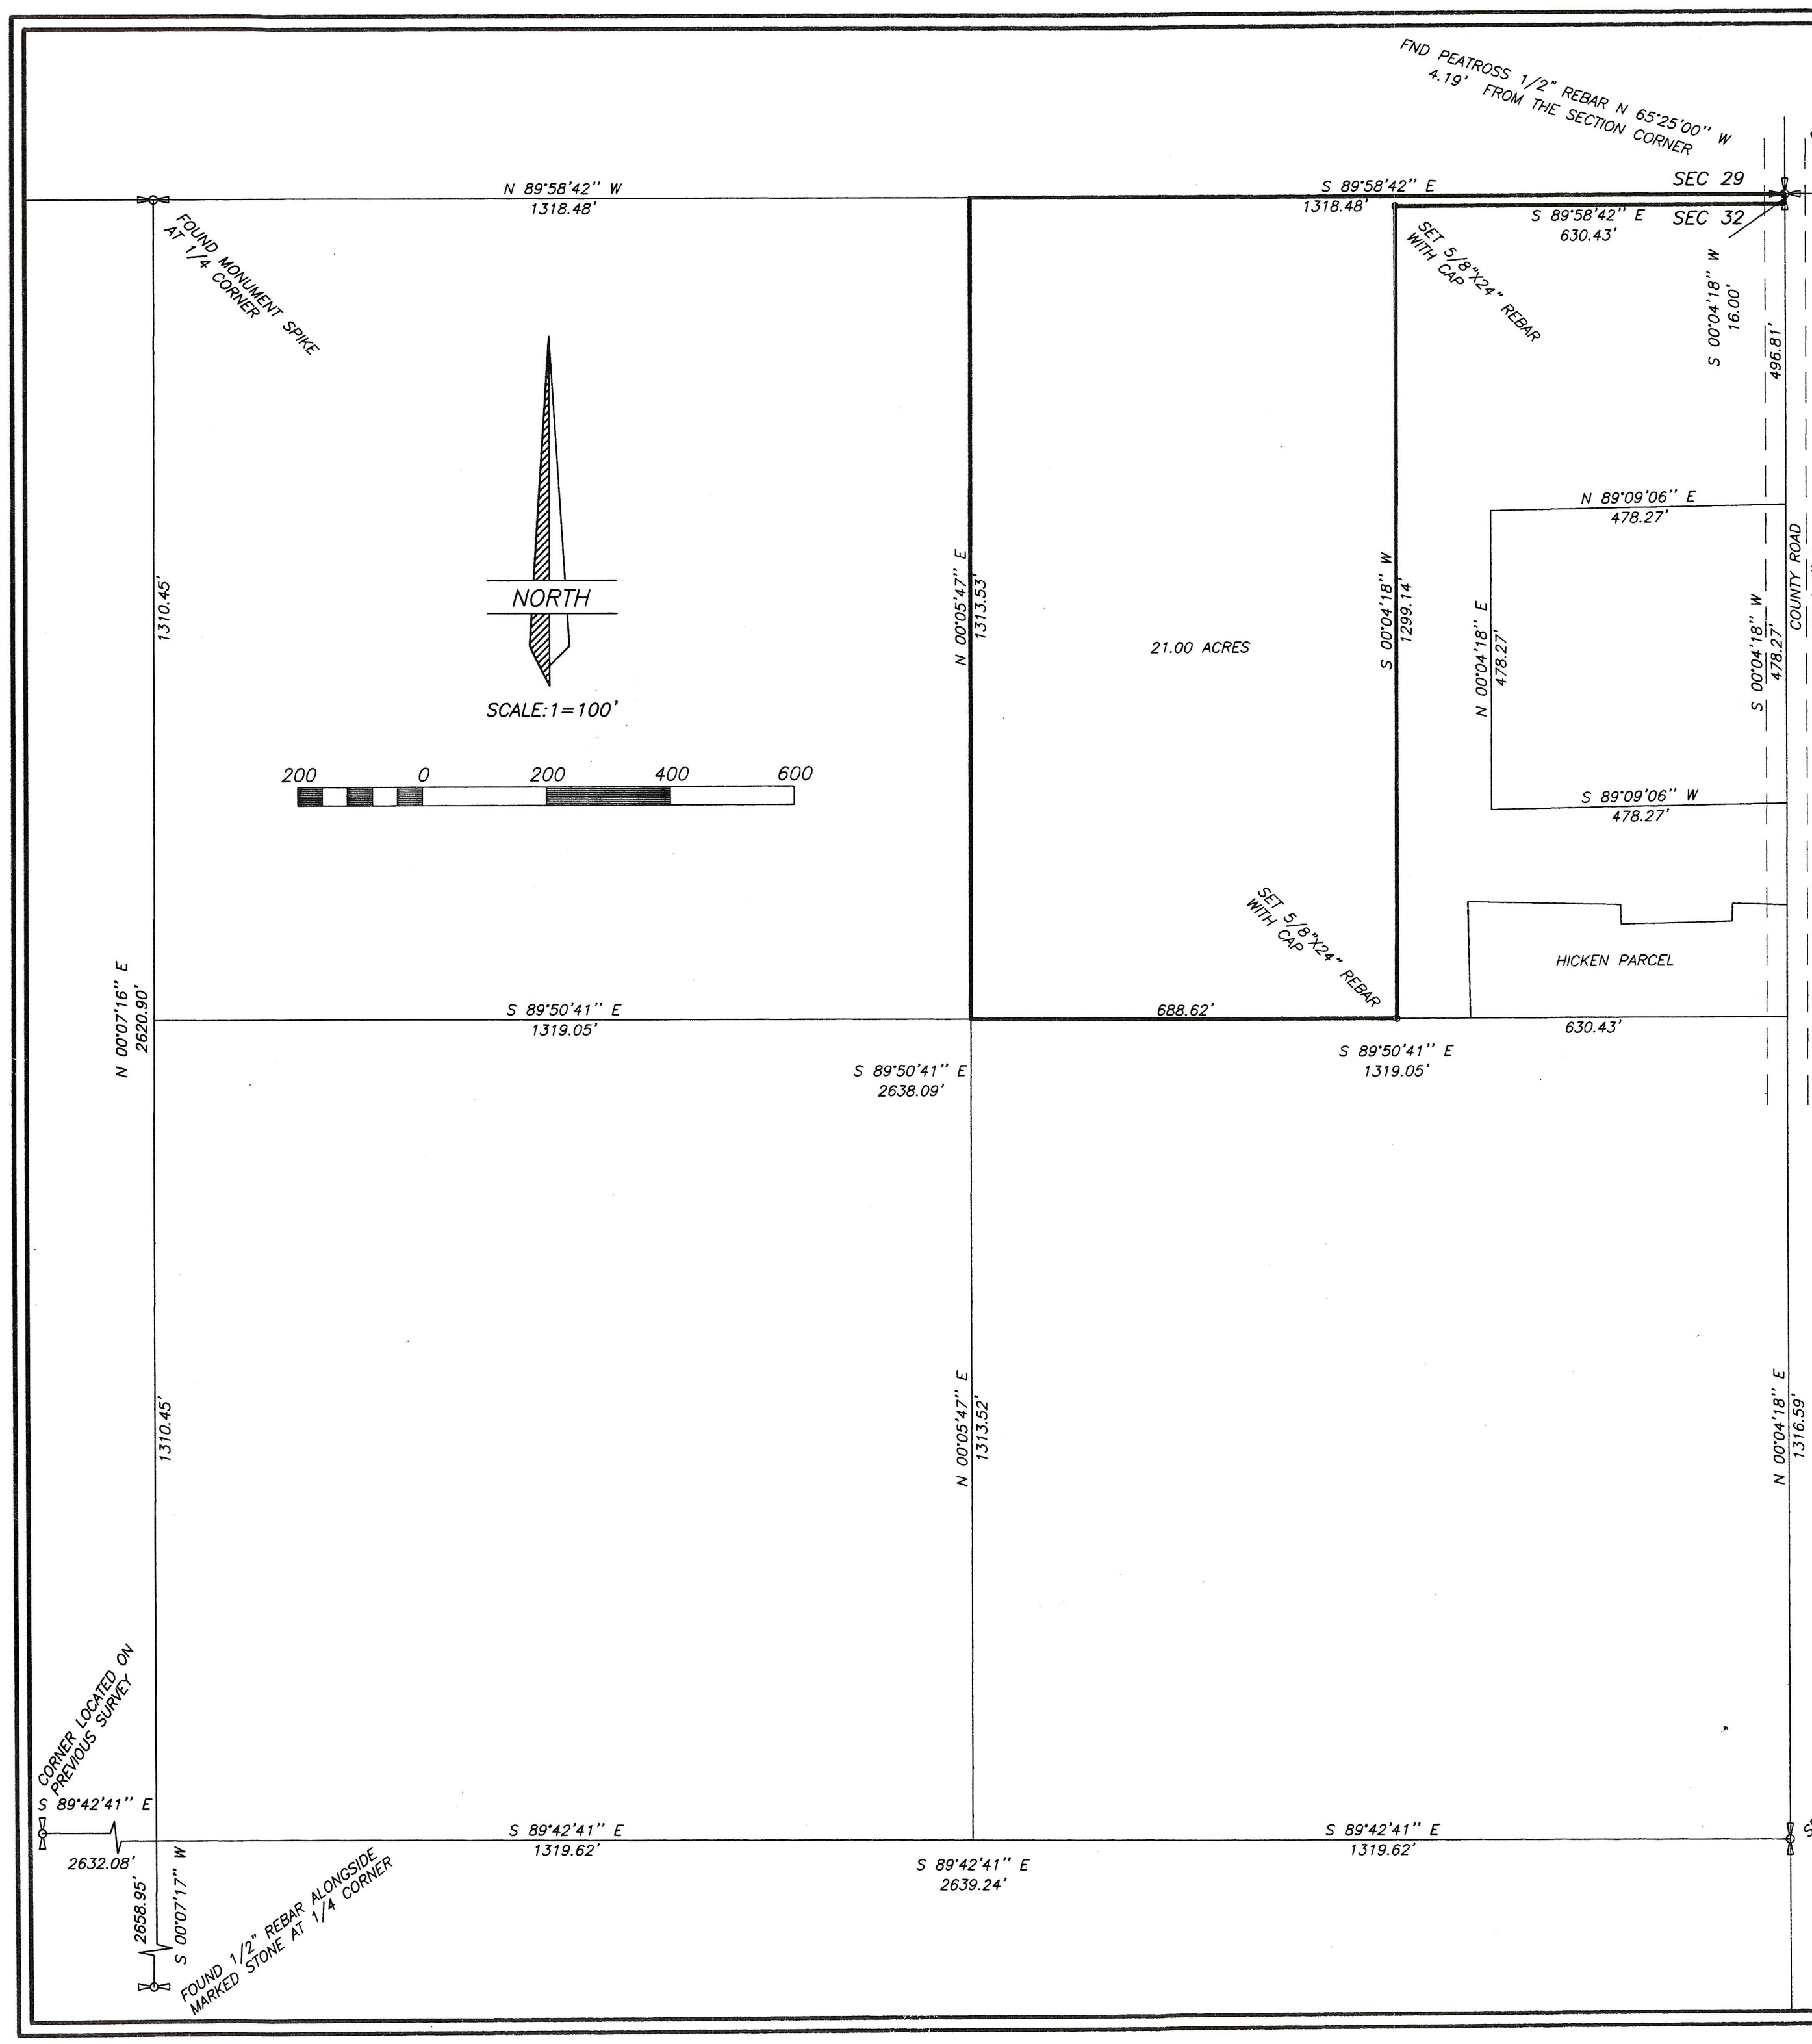 FND PEATROSS 1/2" REBAR N 65°25'00'' W
4.19' FROM THE SECTION CORNER
N 89°58'42'' W
1318.48'
S 89°58'42'' E
1318.48'
SEC 29
S 89°58'42'' E
630.43'
SEC 32
FOUND MONUMENT SPIKE
AT 1/4 CORNER
SET 5/8"X24" REBAR
WITH CAP
S 00°04'18'' W
16.00'
496.81'
N 89°09'06'' E
478.27'
COUNTY ROAD
1310.45'
NORTH
SCALE:1=100'
N 00°05'47'' E
1313.53'
21.00 ACRES
S 00°04'18'' W
1299.14'
N 00°04'18'' E
478.27'
S 00°04'18'' W
478.27'
200 0 200 400 600
S 89°09'06'' W
478.27'
SET 5/8"X24" REBAR
WITH CAP
HICKEN PARCEL
N 00°07'16'' E
2620.90'
S 89°50'41'' E
1319.05'
688.62'
630.43'
S 89°50'41'' E
2638.09'
S 89°50'41'' E
1319.05'
1310.45'
N 00°05'47'' E
1313.52'
N 00°04'18'' E
1316.59'
CORNER LOCATED ON
PREVIOUS SURVEY
S 89°42'41'' E
2632.08'
S 89°42'41'' E
1319.62'
S 89°42'41'' E
2639.24'
S 89°42'41'' E
1319.62'
2658.95'
S 00°07'17'' W
FOUND 1/2" REBAR ALONGSIDE
MARKED STONE AT 1/4 CORNER